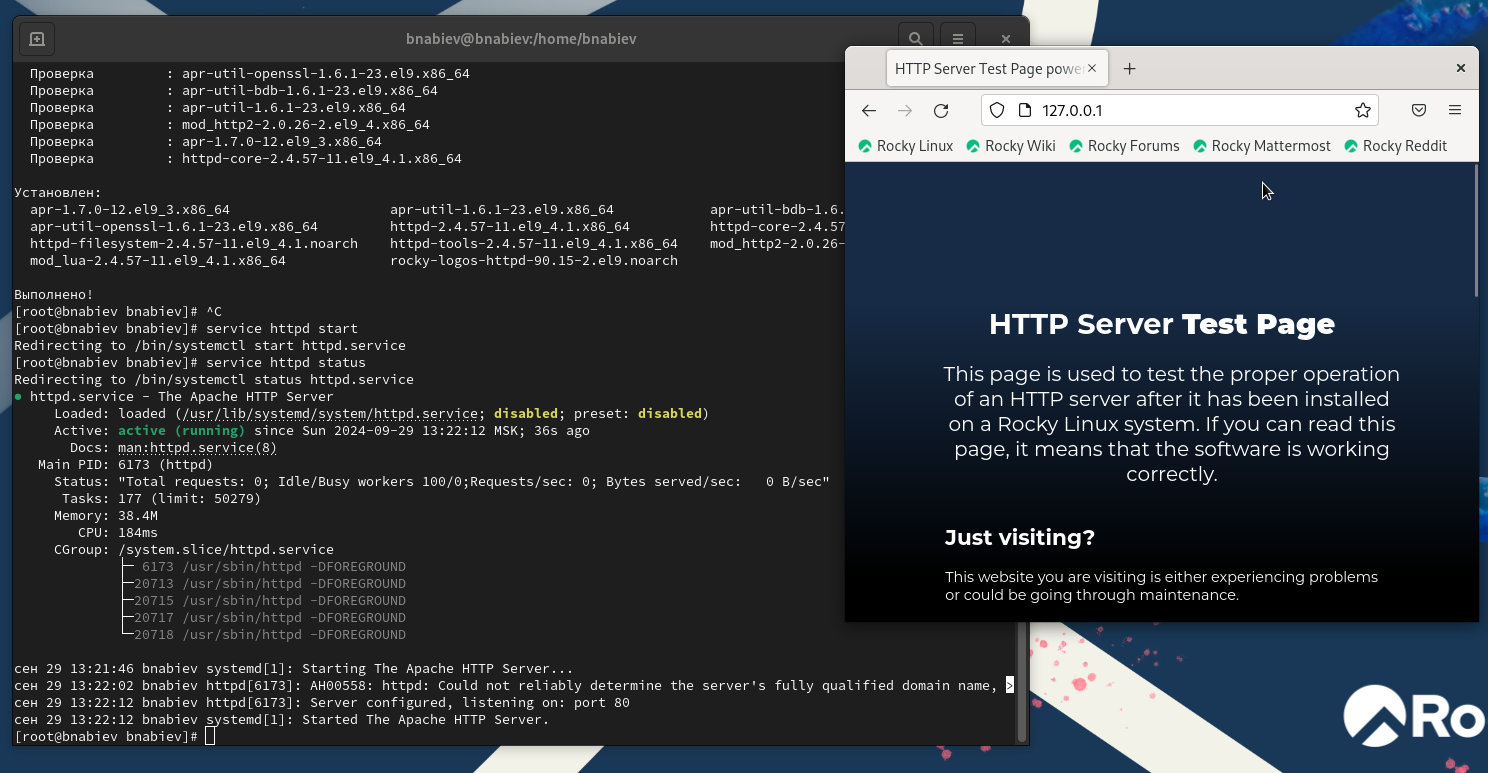 bnabiev@bnabiev:/home/bnabiev
Проверка : apr-util-openssl-1.6.1-23.el9.x86_64
Проверка : apr-util-bdb-1.6.1-23.el9.x86_64
Проверка : apr-util-1.6.1-23.el9.x86_64
Проверка : mod_http2-2.0.26-2.el9_4.x86_64
Проверка : apr-1.7.0-12.el9_3.x86_64
Проверка : httpd-core-2.4.57-11.el9_4.1.x86_64
Установлен:
apr-1.7.0-12.el9_3.x86_64 apr-util-1.6.1-23.el9.x86_64 apr-util-bdb-1.6.
apr-util-openssl-1.6.1-23.el9.x86_64 httpd-2.4.57-11.el9_4.1.x86_64 httpd-core-2.4.57
httpd-filesystem-2.4.57-11.el9_4.1.noarch httpd-tools-2.4.57-11.el9_4.1.x86_64 mod_http2-2.0.26-
mod_lua-2.4.57-11.el9_4.1.x86_64 rocky-logos-httpd-90.15-2.el9.noarch
Выполнено!
[root@bnabiev bnabiev]# ^C
[root@bnabiev bnabiev]# service httpd start
Redirecting to /bin/systemctl start httpd.service
[root@bnabiev bnabiev]# service httpd status
Redirecting to /bin/systemctl status httpd.service
● httpd.service - The Apache HTTP Server
Loaded: loaded (/usr/lib/systemd/system/httpd.service; disabled; preset: disabled)
Active: active (running) since Sun 2024-09-29 13:22:12 MSK; 36s ago
Docs: man:httpd.service(8)
Main PID: 6173 (httpd)
Status: "Total requests: 0; Idle/Busy workers 100/0;Requests/sec: 0; Bytes served/sec:   0 B/sec"
Tasks: 177 (limit: 50279)
Memory: 38.4M
CPU: 184ms
CGroup: /system.slice/httpd.service
├─ 6173 /usr/sbin/httpd -DFOREGROUND
├─20713 /usr/sbin/httpd -DFOREGROUND
├─20715 /usr/sbin/httpd -DFOREGROUND
├─20717 /usr/sbin/httpd -DFOREGROUND
└─20718 /usr/sbin/httpd -DFOREGROUND
сен 29 13:21:46 bnabiev systemd[1]: Starting The Apache HTTP Server...
сен 29 13:22:02 bnabiev httpd[6173]: AH00558: httpd: Could not reliably determine the server's fully qualified domain name, >
сен 29 13:22:12 bnabiev httpd[6173]: Server configured, listening on: port 80
сен 29 13:22:12 bnabiev systemd[1]: Started The Apache HTTP Server.
[root@bnabiev bnabiev]#
HTTP Server Test Page powe
127.0.0.1
Rocky Linux Rocky Wiki Rocky Forums Rocky Mattermost Rocky Reddit
HTTP Server Test Page
This page is used to test the proper operation
of an HTTP server after it has been installed
on a Rocky Linux system. If you can read this
page, it means that the software is working
correctly.
Just visiting?
This website you are visiting is either experiencing problems
or could be going through maintenance.
Ro